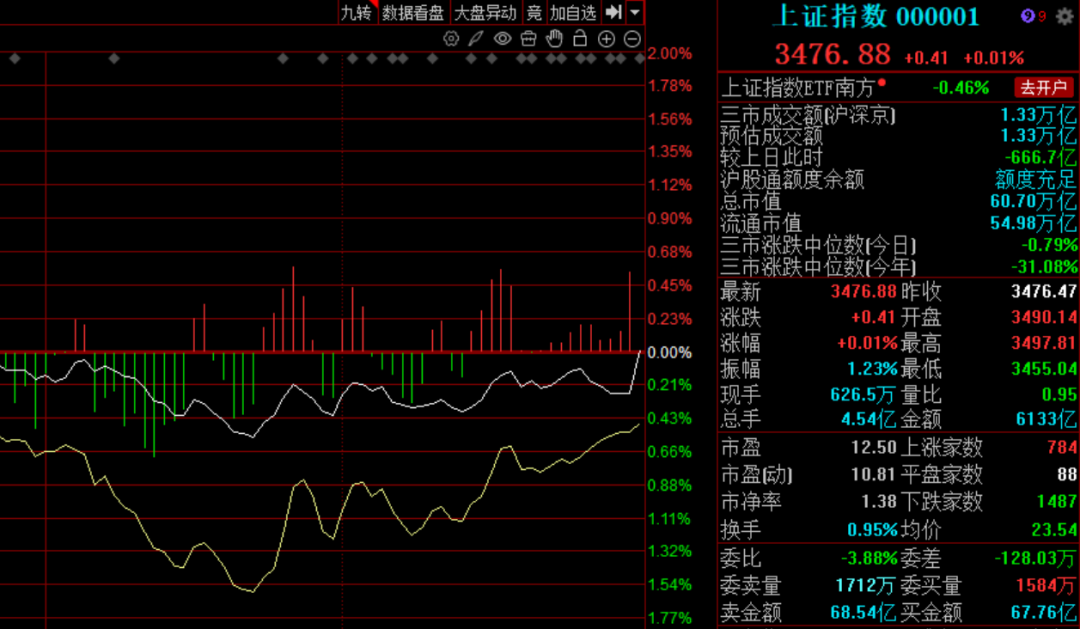 九转 数据看盘 大盘异动 竞 加自选
2.00%
1.78%
1.56%
1.35%
1.12%
0.90%
0.68%
0.45%
0.23%
0.00%
0.21%
0.43%
0.66%
0.88%
1.11%
1.32%
1.54%
1.77%
上证指数 000001 9
3476.88 +0.41 +0.01%
上证指数ETF南方 -0.46% 去开户
三市成交额(沪深京) 1.33万亿
预估成交额 1.33万亿
较上日此时 -666.7亿
沪股通额度余额 额度充足
总市值 60.70万亿
流通市值 54.98万亿
三市涨跌中位数(今日) -0.79%
三市涨跌中位数(今年) -31.08%
最新 3476.88 昨收 3476.47
涨跌 +0.41 开盘 3490.14
涨幅 +0.01% 最高 3497.81
振幅 1.23% 最低 3455.04
现手 626.5万 量比 0.95
总手 4.54亿 金额 6133亿
市盈 12.50 上涨家数 784
市盈(动) 10.81 平盘家数 88
市净率 1.38 下跌家数 1487
换手 0.95% 均价 23.54
委比 -3.88% 委差 -128.03万
委卖量 1712万 委买量 1584万
卖金额 68.54亿 买金额 67.76亿